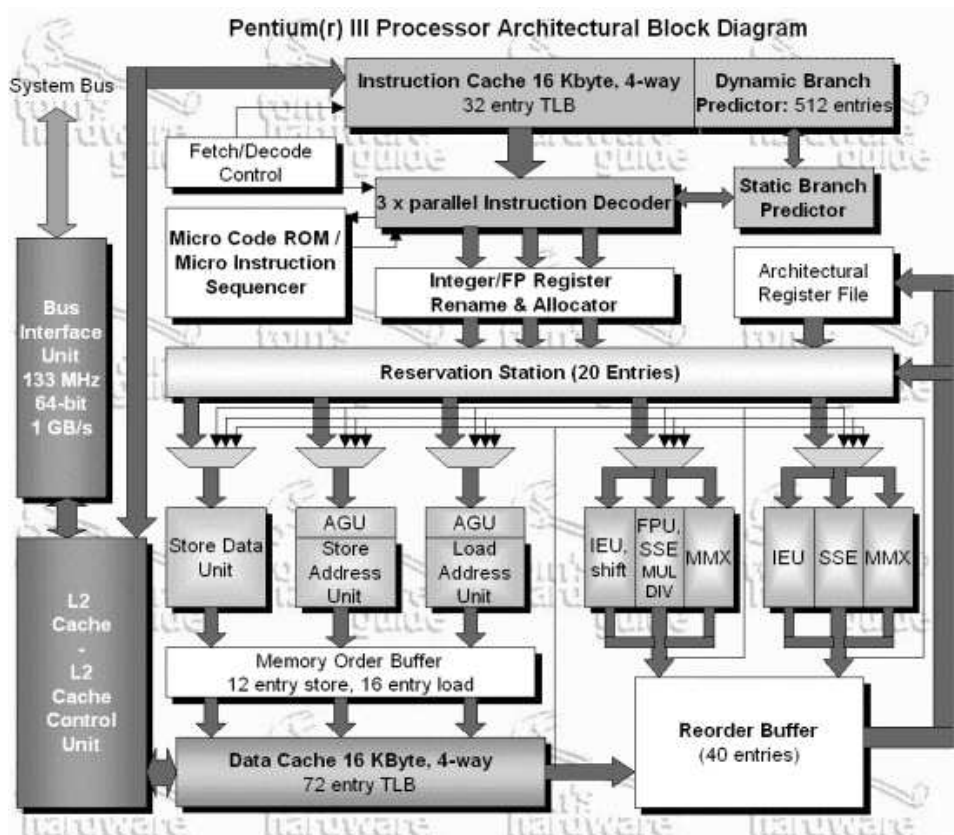 Pentium(r) III Processor Architectural Block Diagram
System Bus
Instruction Cache 16 Kbyte, 4-way
32 entry TLB
Dynamic Branch
Predictor: 512 entries
Fetch/Decode
Control
3 x parallel Instruction Decoder
Static Branch
Predictor
Micro Code ROM /
Micro Instruction
Sequencer
Integer/FP Register
Rename & Allocator
Architectural
Register File
Bus
Interface
Unit
133 MHz
64-bit
1 GB/s
Reservation Station (20 Entries)
Store Data
Unit
AGU
Store
Address
Unit
AGU
Load
Address
Unit
IEU,
shift
FPU,
SSE
MUL
DIV
MMX
IEU
SSE
MMX
L2
Cache
-
L2
Cache
Control
Unit
Memory Order Buffer
12 entry store, 16 entry load
Reorder Buffer
(40 entries)
Data Cache 16 KByte, 4-way
72 entry TLB